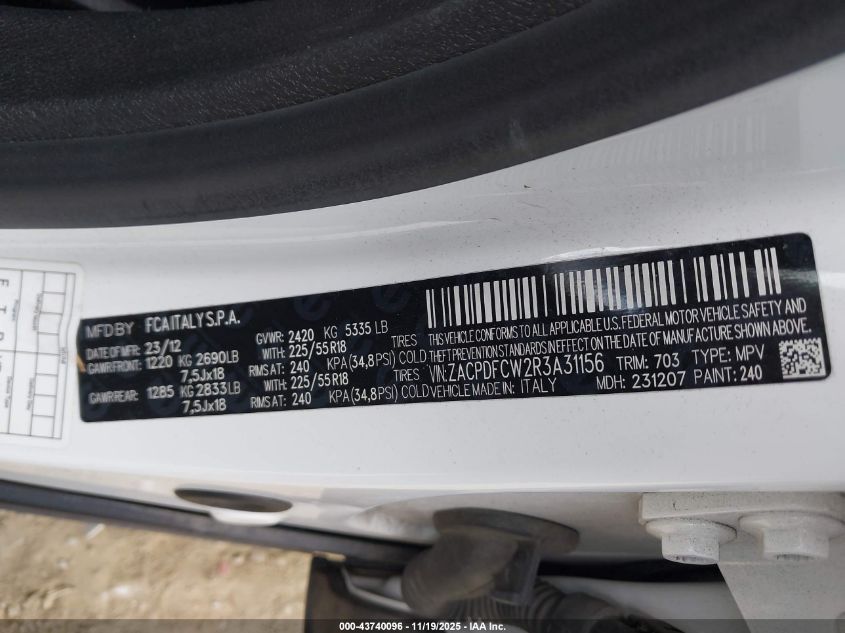 MFD BY FCA ITALY S.P.A.
DATE OF MFR: 23/12 GVWR: 2420 KG 5335 LB
GAWR FRONT: 1220 KG 2690LB WITH: 225/55R18 TIRES
7,5Jx18 RIMS AT: 240 KPA (34,8PSI) COLD
GAWR REAR: 1285 KG 2833LB WITH: 225/55R18 TIRES
7,5Jx18 RIMS AT: 240 KPA (34,8PSI) COLD
THIS VEHICLE CONFORMS TO ALL APPLICABLE FEDERAL MOTOR VEHICLE SAFETY AND
THEFT PREVENTION STANDARDS IN EFFECT ON THE DATE OF MANUFACTURE SHOWN ABOVE.
VIN: ZACPDFCW2R3A31156 TRIM: 703 TYPE: MPV
VEHICLE MADE IN: ITALY MDH: 231207 PAINT: 240
000-43740096 - 11/19/2025 - IAA Inc.